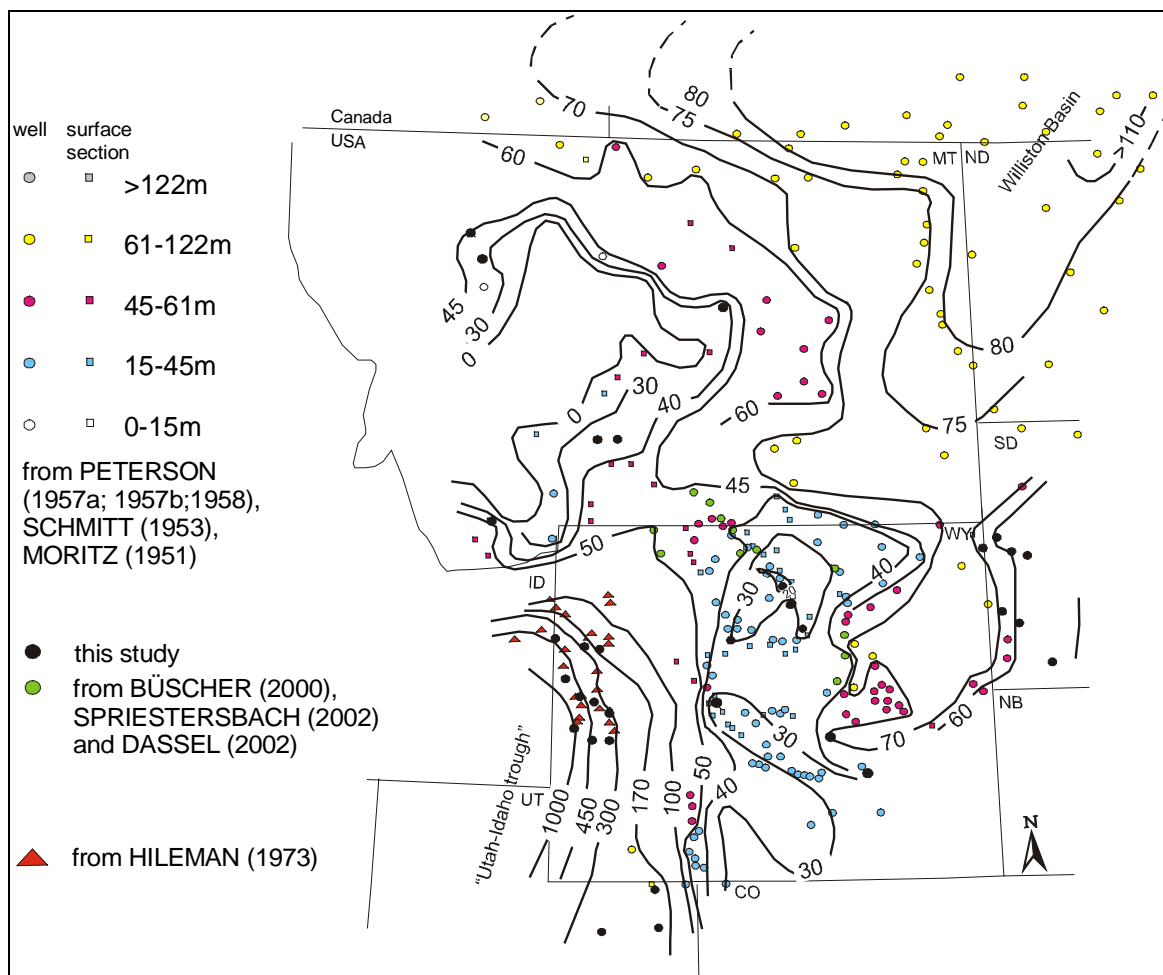 well surface
section
>122m
61-122m
45-61m
15-45m
0-15m
from PETERSON
(1957a; 1957b;1958),
SCHMITT (1953),
MORITZ (1951)
this study
from BÜSCHER (2000),
SPRIESTERSBACH (2002)
and DASSEL (2002)
from HILEMAN (1973)
Canada
USA
70
80
75
60
MT
ND
Williston Basin
>110
45
30
0
80
30
40
0
60
75
SD
45
50
WY
ID
40
30
20
60
NB
70
30
"Utah-Idaho trough"
UT
1000
450
300
170
100
50
40
30
CO
N